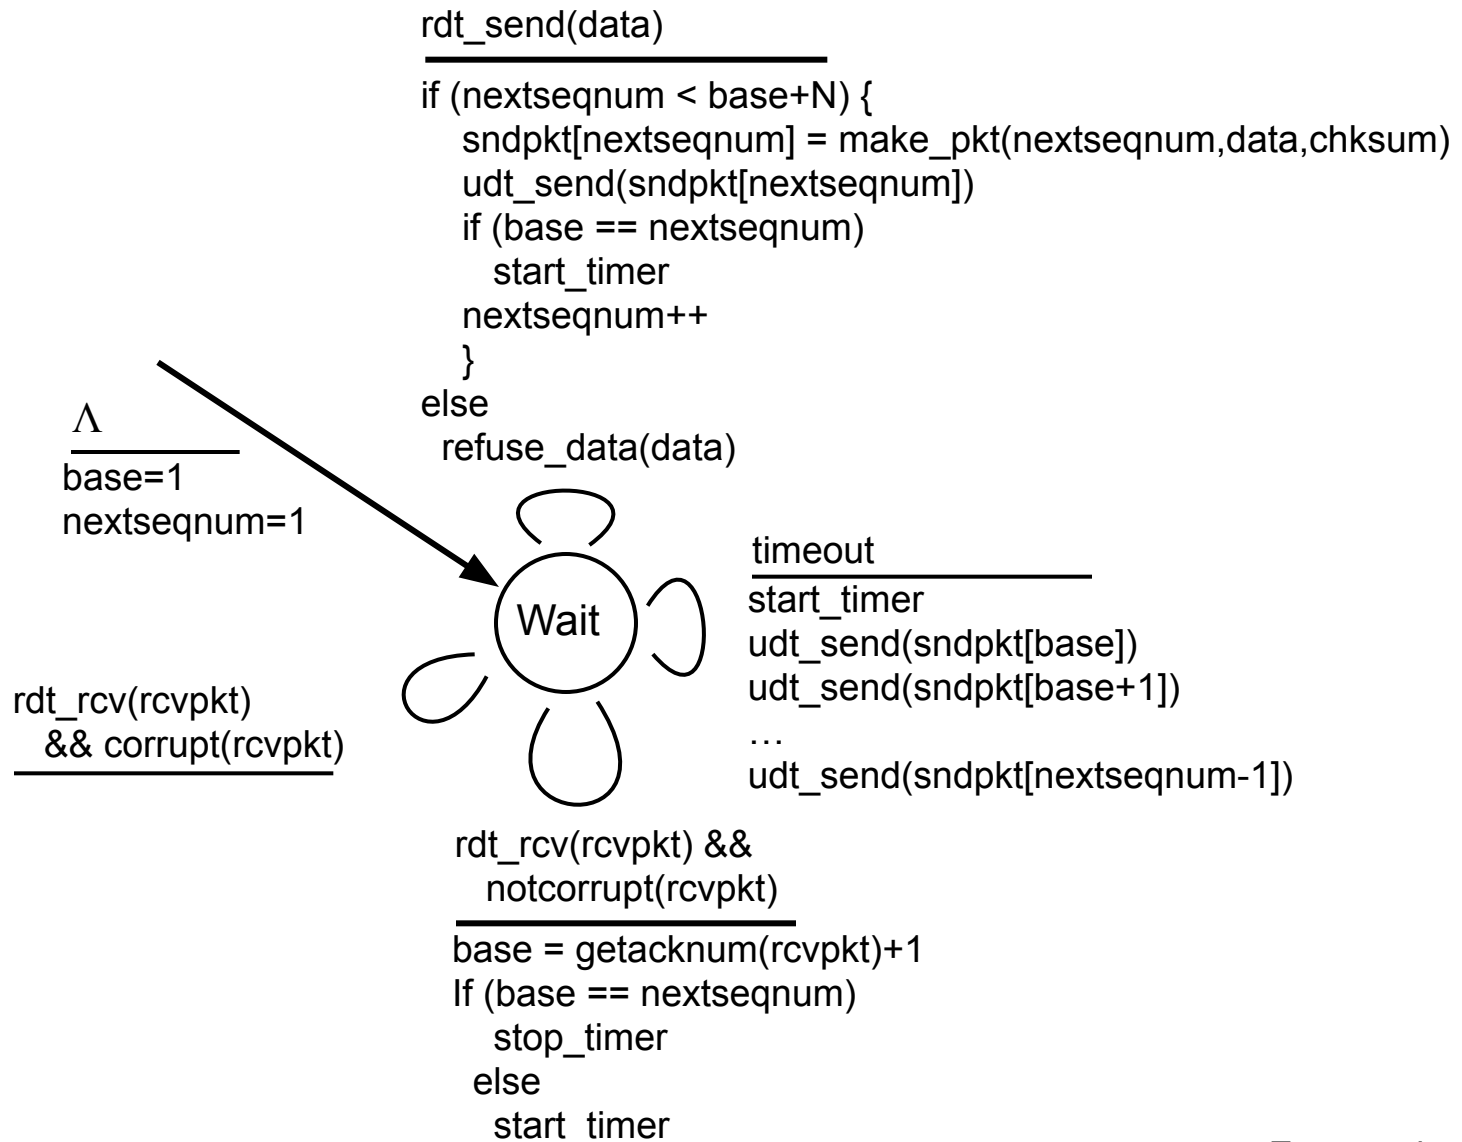 rdt_send(data)
if (nextseqnum < base+N) {
sndpkt[nextseqnum] = make_pkt(nextseqnum,data,chksum)
udt_send(sndpkt[nextseqnum])
if (base == nextseqnum)
start_timer
nextseqnum++
}
else
refuse_data(data)
Λ
base=1
nextseqnum=1
Wait
timeout
start_timer
udt_send(sndpkt[base])
udt_send(sndpkt[base+1])
…
udt_send(sndpkt[nextseqnum-1])
rdt_rcv(rcvpkt)
&& corrupt(rcvpkt)
rdt_rcv(rcvpkt) &&
notcorrupt(rcvpkt)
base = getacknum(rcvpkt)+1
If (base == nextseqnum)
stop_timer
else
start_timer